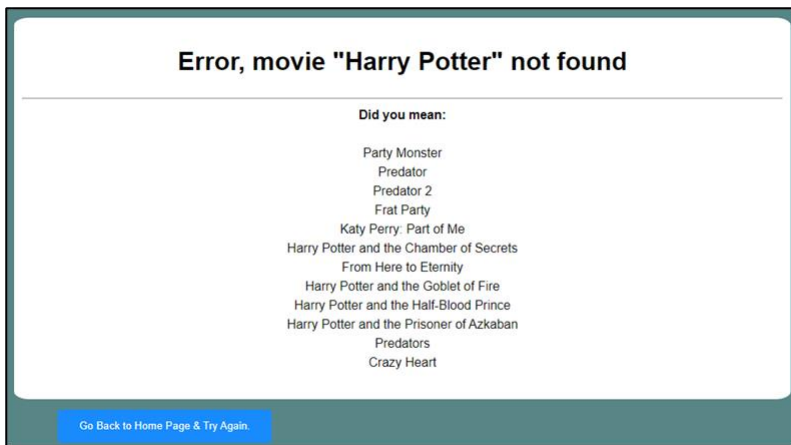 Error, movie "Harry Potter" not found
Did you mean:
Party Monster
Predator
Predator 2
Frat Party
Katy Perry: Part of Me
Harry Potter and the Chamber of Secrets
From Here to Eternity
Harry Potter and the Goblet of Fire
Harry Potter and the Half-Blood Prince
Harry Potter and the Prisoner of Azkaban
Predators
Crazy Heart
Go Back to Home Page & Try Again.